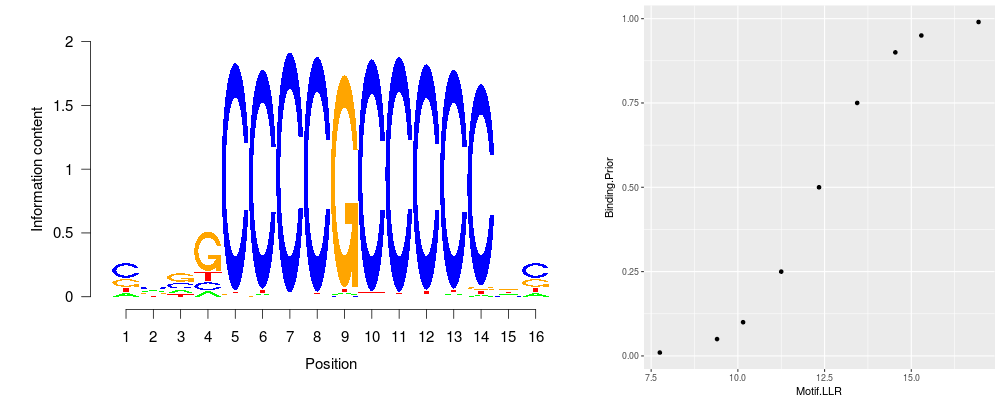 2
1.5
1
0.5
0
Information content
C G T A
G C T A
G T C A
C C C C G C C C C C
C G T A
1 2 3 4 5 6 7 8 9 10 11 12 13 14 15 16
Position
1.00
0.75
0.50
0.25
0.00
Binding.Prior
7.5 10.0 12.5 15.0
Motif.LLR